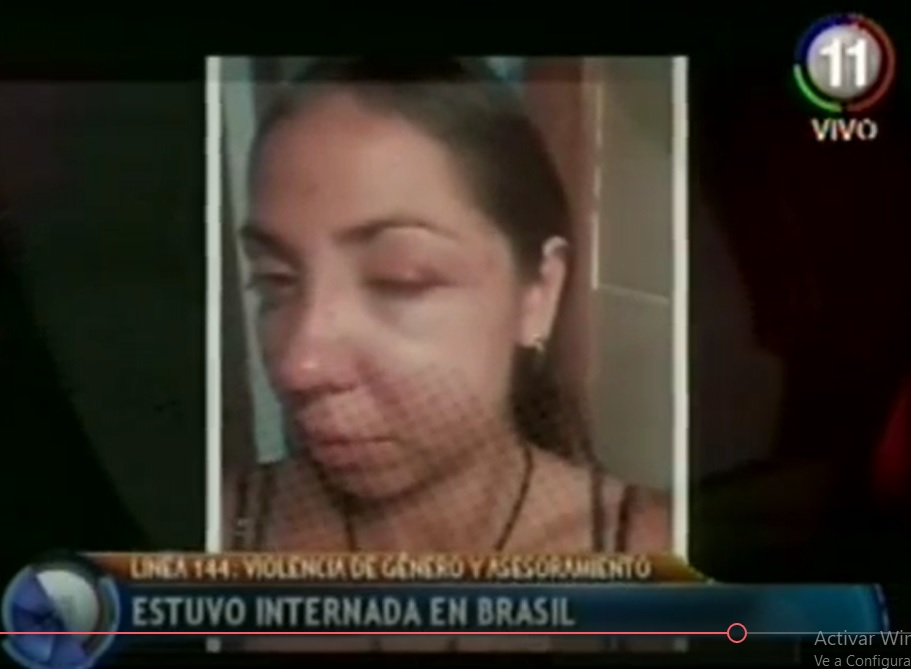 11
VIVO
LINEA 144: VIOLENCIA DE GÉNERO Y ASESORAMIENTO
ESTUVO INTERNADA EN BRASIL
Activar Win
Ve a Configura